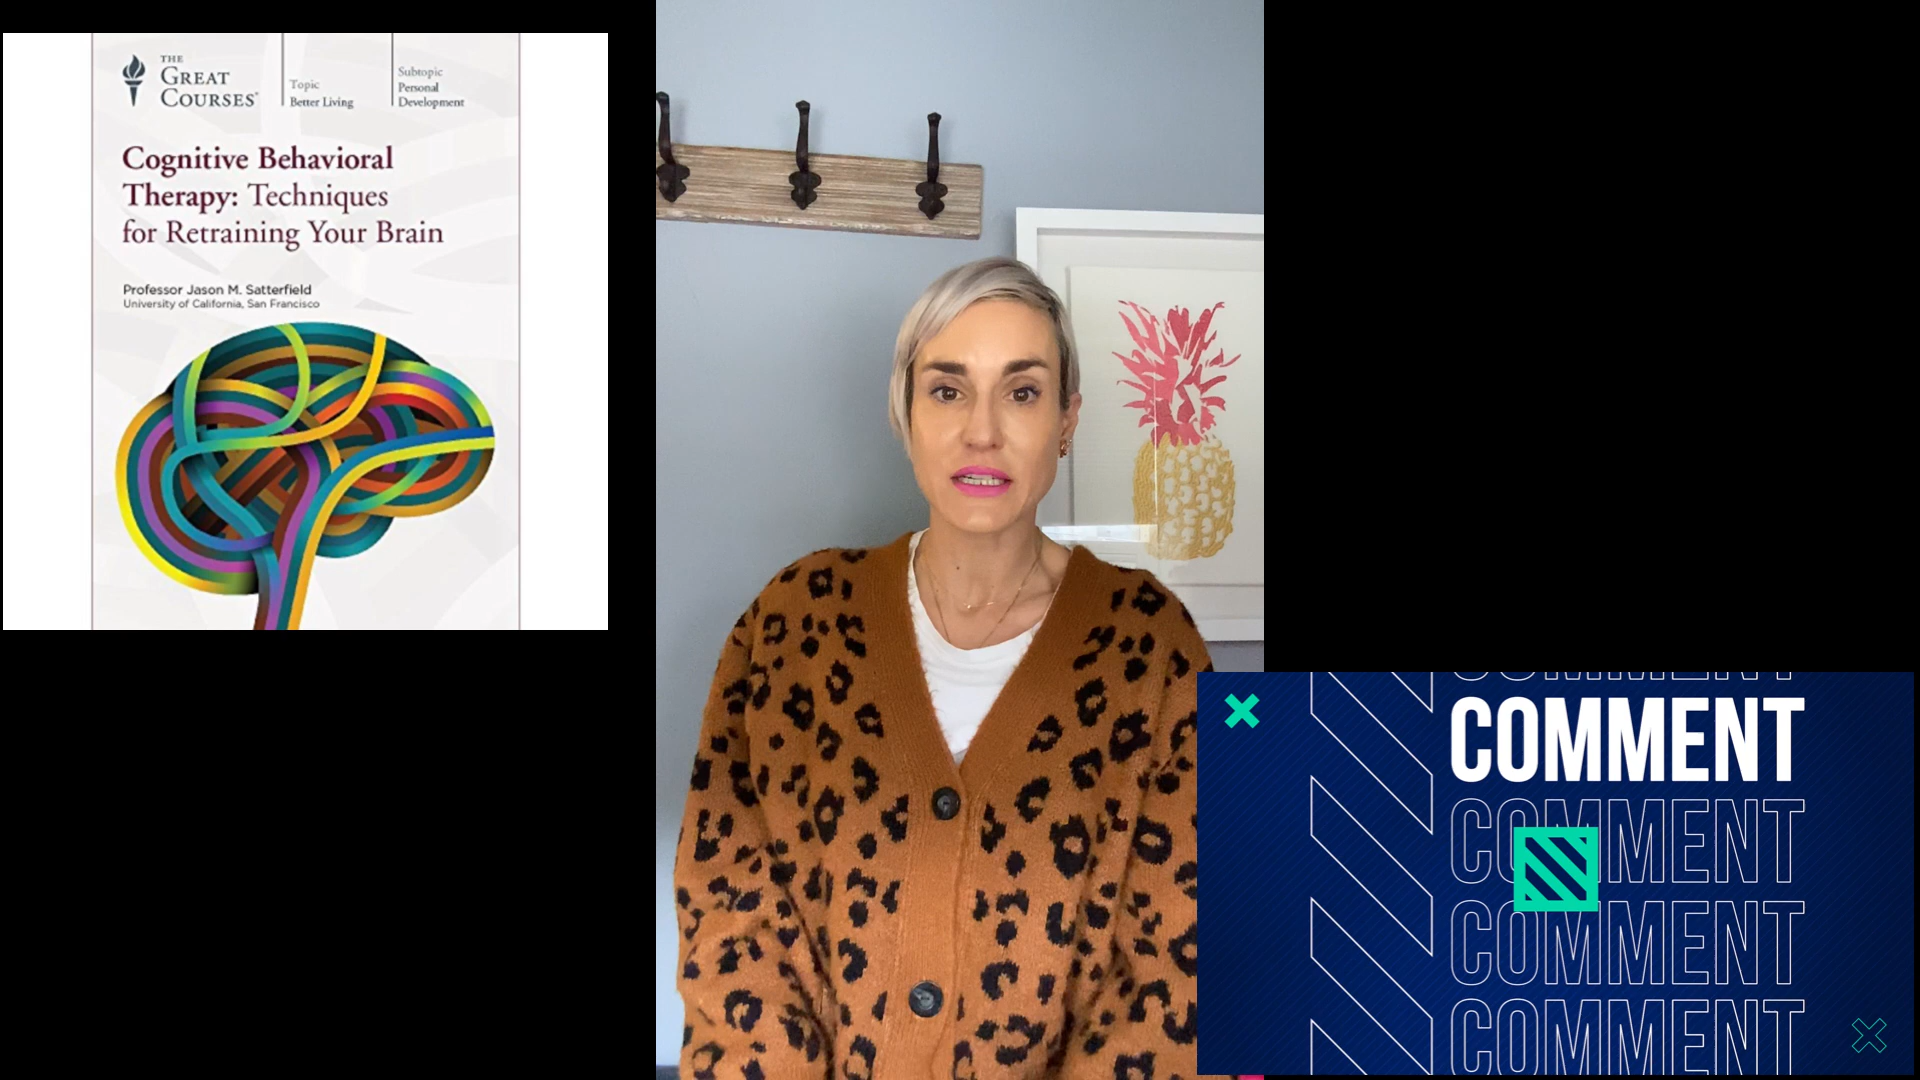 THE
GREAT
COURSES®
Topic
Better Living
Subtopic
Personal
Development
Cognitive Behavioral
Therapy: Techniques
for Retraining Your Brain
Professor Jason M. Satterfield
University of California, San Francisco
COMMENT
COMMENT
COMMENT
COMMENT
COMMENT